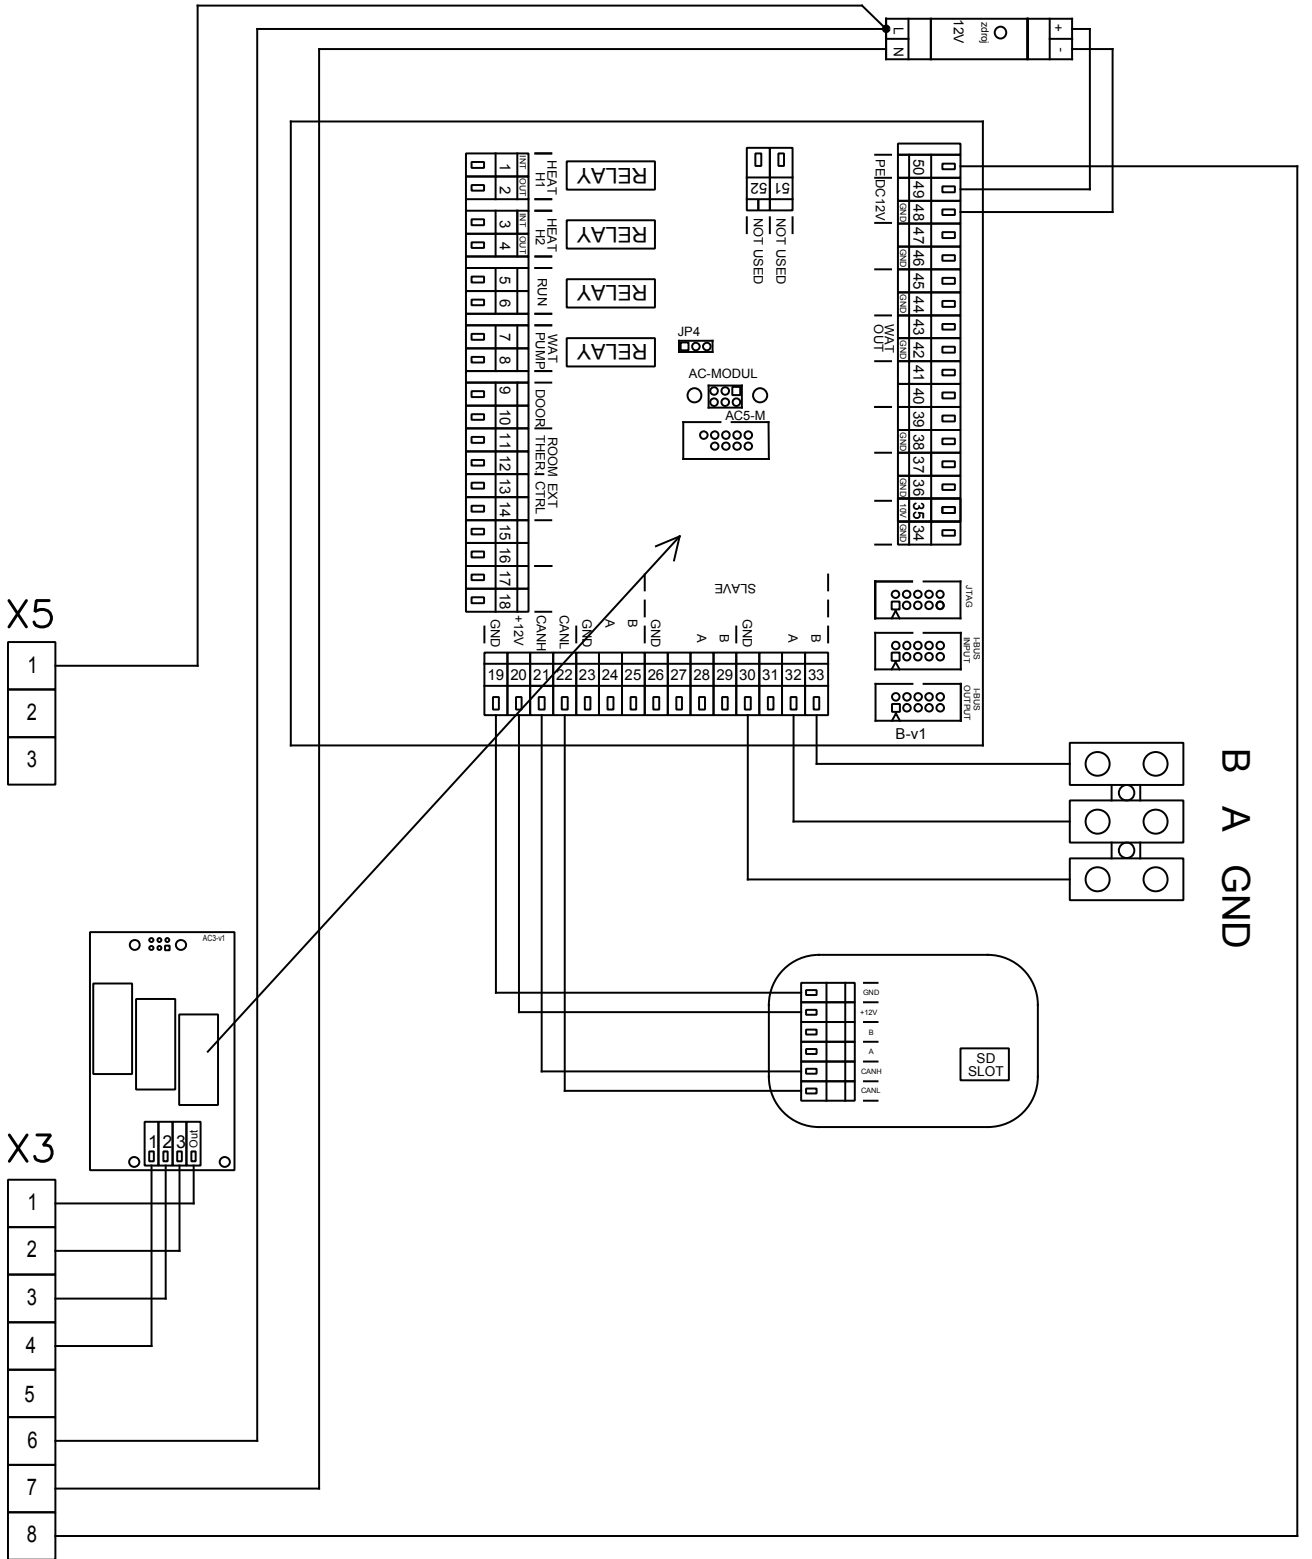 L
N
12V
zdroj
+
-
1 INT
2 OUT
HEAT
H1
RELAY
3 INT
4 OUT
HEAT
H2
RELAY
5
6
RUN
RELAY
7
8
WAT
PUMP
RELAY
9
10
DOOR
11
12
ROOM
THER.
13
14
EXT
CTRL
15
16
17
18
52
51
NOT USED
NOT USED
JP4
AC-MODUL
AC5-M
50
PE
49
48
GND
DC12V
47
46
GND
45
44
GND
43
42
GND
WAT
OUT
41
40
39
38
GND
37
36
GND
35
10V
34
GND
SLAVE
GND
+12V
CANH
CANL
GND
A
B
GND
A
B
GND
A
B
19 20 21 22 23 24 25 26 27 28 29 30 31 32 33
JTAG
I-BUS
INPUT
I-BUS
OUTPUT
B-v1
X5
1
2
3
B
A
GND
AC3-v1
1 2 3 Out
GND
+12V
B
A
CANH
CANL
SD
SLOT
X3
1
2
3
4
5
6
7
8